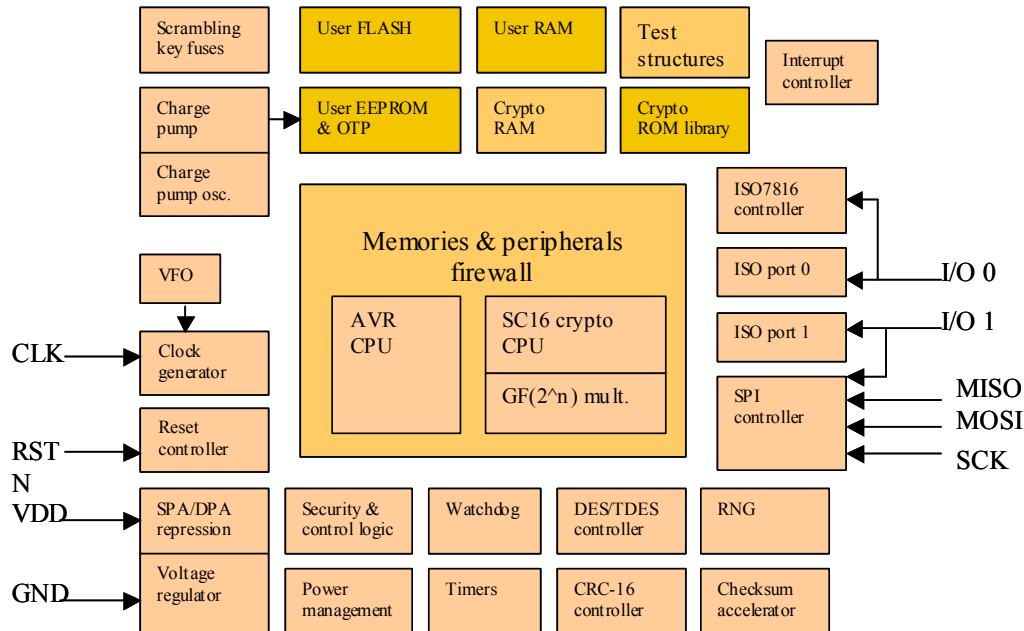 Scrambling
key fuses
User FLASH
User RAM
Test
structures
Interrupt
controller
Charge
pump
User EEPROM
& OTP
Crypto
RAM
Crypto
ROM library
Charge
pump osc.
ISO7816
controller
Memories & peripherals
firewall
VFO
ISO port 0
I/O 0
AVR
CPU
SC16 crypto
CPU
ISO port 1
I/O 1
CLK
Clock
generator
GF(2^n) mult.
SPI
controller
MISO
MOSI
SCK
Reset
controller
RST
N
VDD
SPA/DPA
repression
Security &
control logic
Watchdog
DES/TDES
controller
RNG
GND
Voltage
regulator
Power
management
Timers
CRC-16
controller
Checksum
accelerator